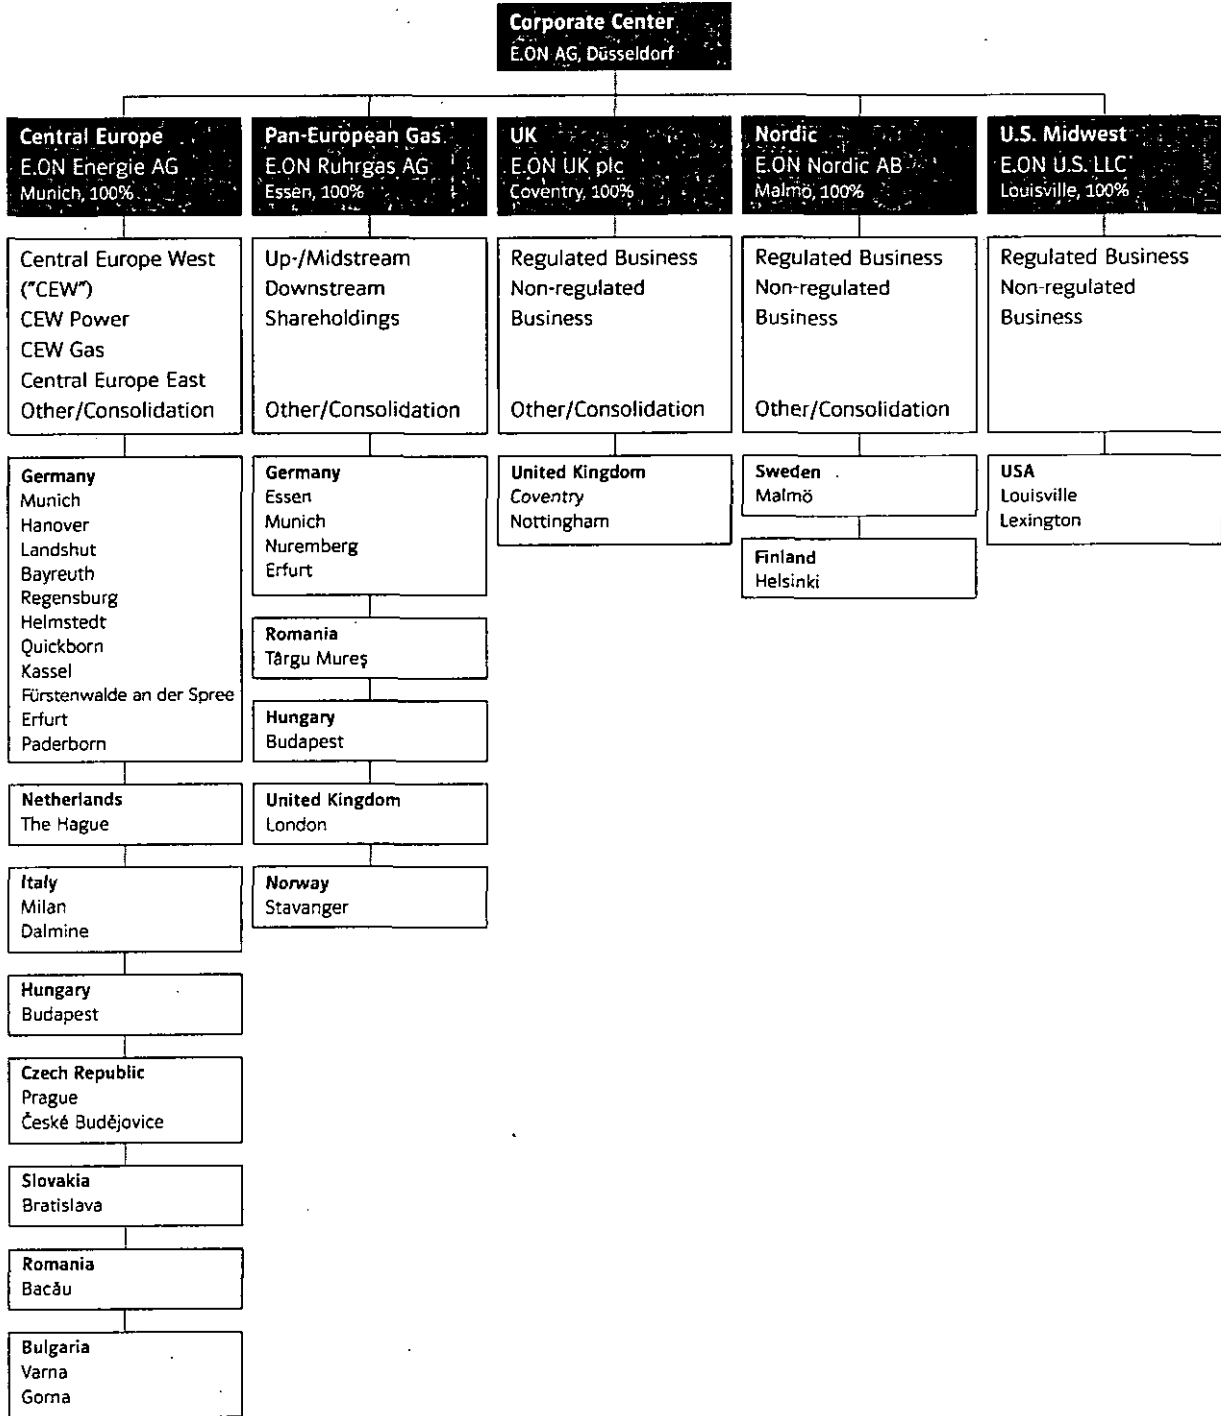 Corporate Center
E.ON AG, Düsseldorf
Central Europe
E.ON Energie AG
Munich, 100%
Pan-European Gas
E.ON Ruhrgas AG
Essen, 100%
UK
E.ON UK plc
Coventry, 100%
Nordic
E.ON Nordic AB
Malmö, 100%
U.S. Midwest
E.ON U.S. LLC
Louisville, 100%
Central Europe West
("CEW")
CEW Power
CEW Gas
Central Europe East
Other/Consolidation
Up-/Midstream
Downstream
Shareholdings
Other/Consolidation
Regulated Business
Non-regulated
Business
Other/Consolidation
Regulated Business
Non-regulated
Business
Other/Consolidation
Regulated Business
Non-regulated
Business
Germany
Munich
Hanover
Landshut
Bayreuth
Regensburg
Helmstedt
Quickborn
Kassel
Fürstenwalde an der Spree
Erfurt
Paderborn
Netherlands
The Hague
Italy
Milan
Dalmine
Hungary
Budapest
Czech Republic
Prague
České Budějovice
Slovakia
Bratislava
Romania
Bacău
Bulgaria
Varna
Gorna
Germany
Essen
Munich
Nuremberg
Erfurt
Romania
Târgu Mureş
Hungary
Budapest
United Kingdom
London
Norway
Stavanger
United Kingdom
Coventry
Nottingham
Sweden
Malmö
Finland
Helsinki
USA
Louisville
Lexington